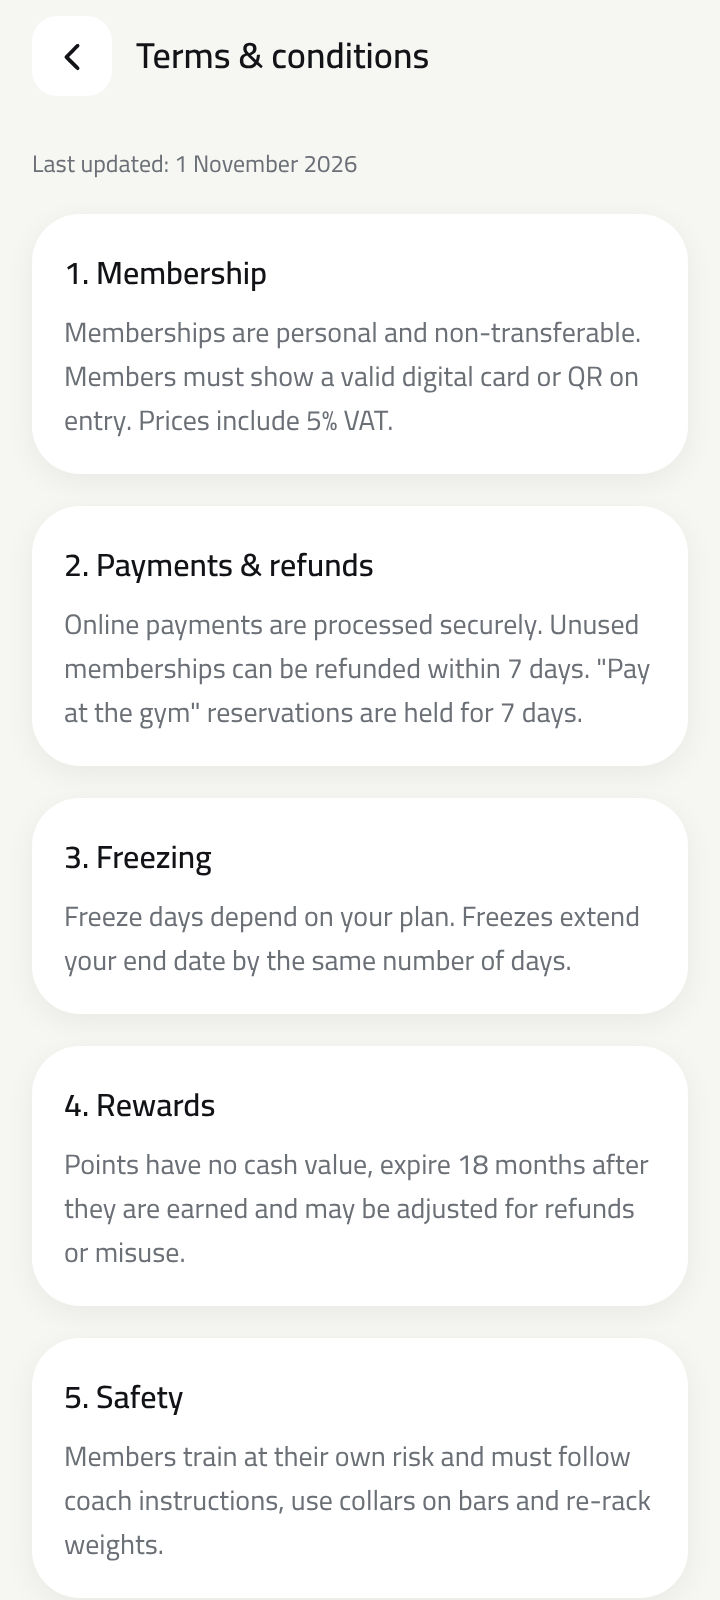 Terms & conditions
Last updated: 1 November 2026
1. Membership
Memberships are personal and non-transferable.
Members must show a valid digital card or QR on
entry. Prices include 5% VAT.
2. Payments & refunds
Online payments are processed securely. Unused
memberships can be refunded within 7 days. "Pay
at the gym" reservations are held for 7 days.
3. Freezing
Freeze days depend on your plan. Freezes extend
your end date by the same number of days.
4. Rewards
Points have no cash value, expire 18 months after
they are earned and may be adjusted for refunds
or misuse.
5. Safety
Members train at their own risk and must follow
coach instructions, use collars on bars and re-rack
weights.